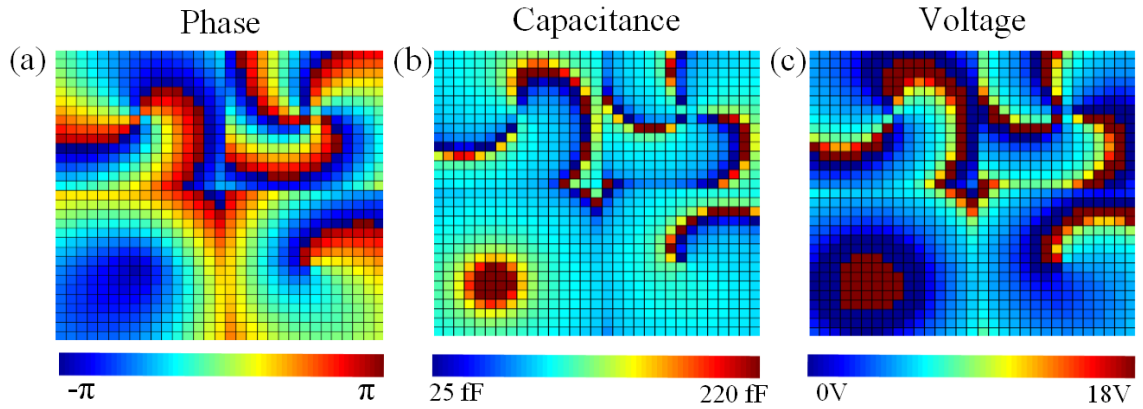 Phase
Capacitance
Voltage
(a)
(b)
(c)
-π
π
25 fF
220 fF
0V
18V